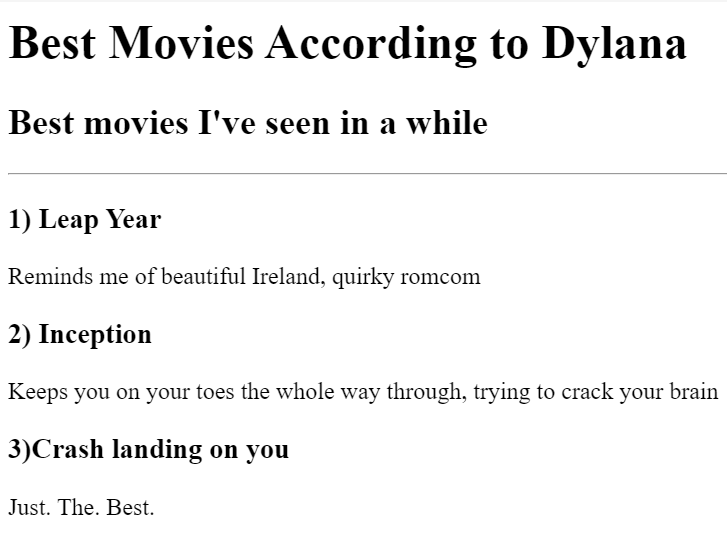 Best Movies According to Dylana
Best movies I've seen in a while
1) Leap Year
Reminds me of beautiful Ireland, quirky romcom
2) Inception
Keeps you on your toes the whole way through, trying to crack your brain
3)Crash landing on you
Just. The. Best.